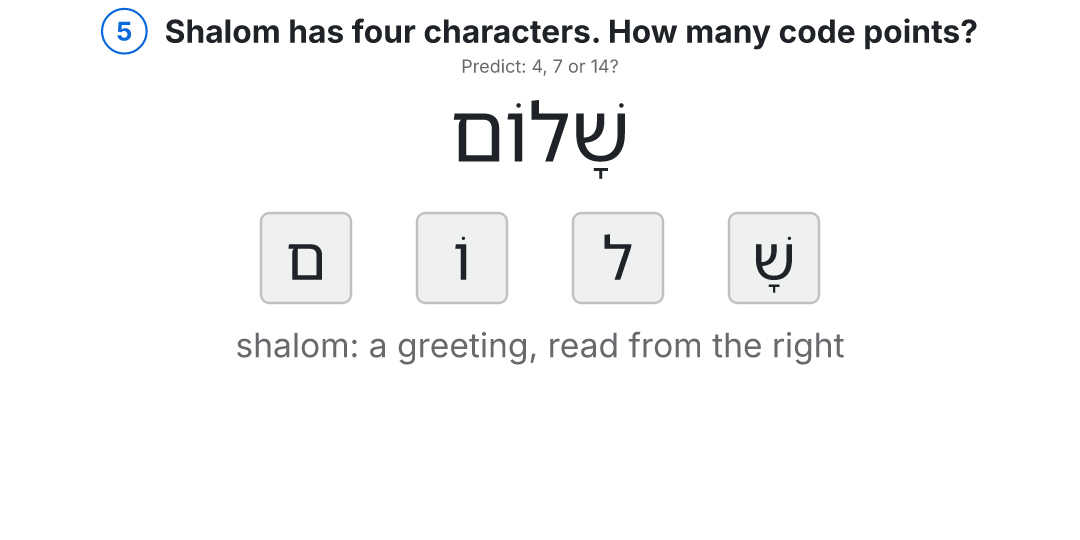 5 Shalom has four characters. How many code points?
Predict: 4, 7 or 14?
שָׁלוֹם
שָׁ ל וֹ ם
shalom: a greeting, read from the right